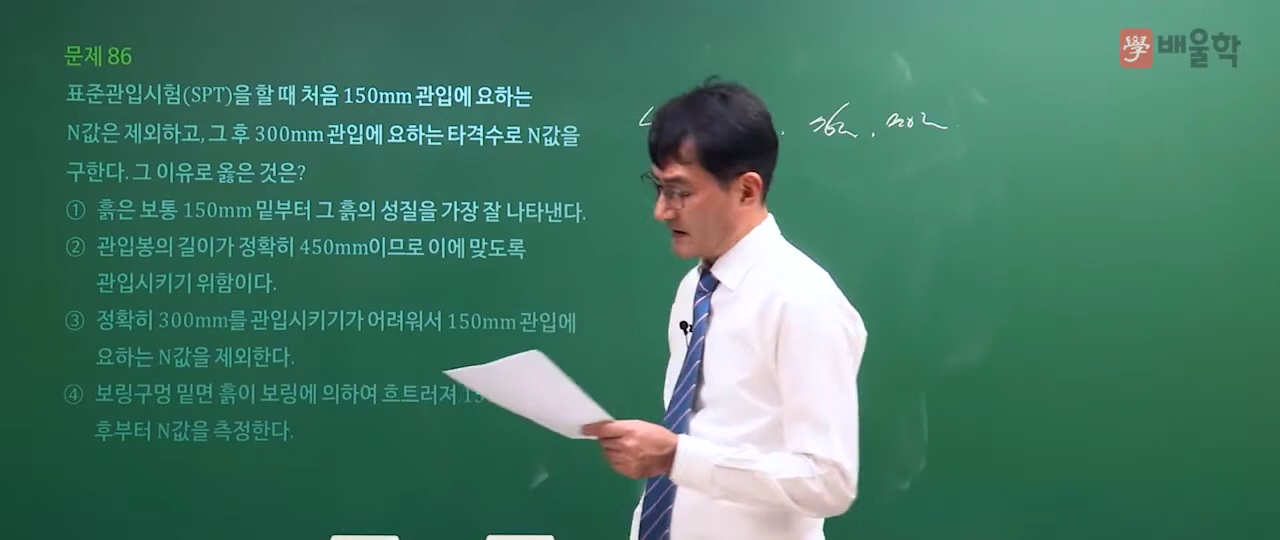 문제 86
표준관입시험(SPT)을 할 때 처음 150mm 관입에 요하는
N값은 제외하고, 그 후 300mm 관입에 요하는 타격수로 N값을
구한다. 그 이유로 옳은 것은?
① 흙은 보통 150mm 밑부터 그 흙의 성질을 가장 잘 나타낸다.
② 관입봉의 길이가 정확히 450mm이므로 이에 맞도록
관입시키기 위함이다.
③ 정확히 300mm를 관입시키기가 어려워서 150mm 관입에
요하는 N값을 제외한다.
④ 보링구멍 밑면 흙이 보링에 의하여 흐트러져
후부터 N값을 측정한다.
學 배울학